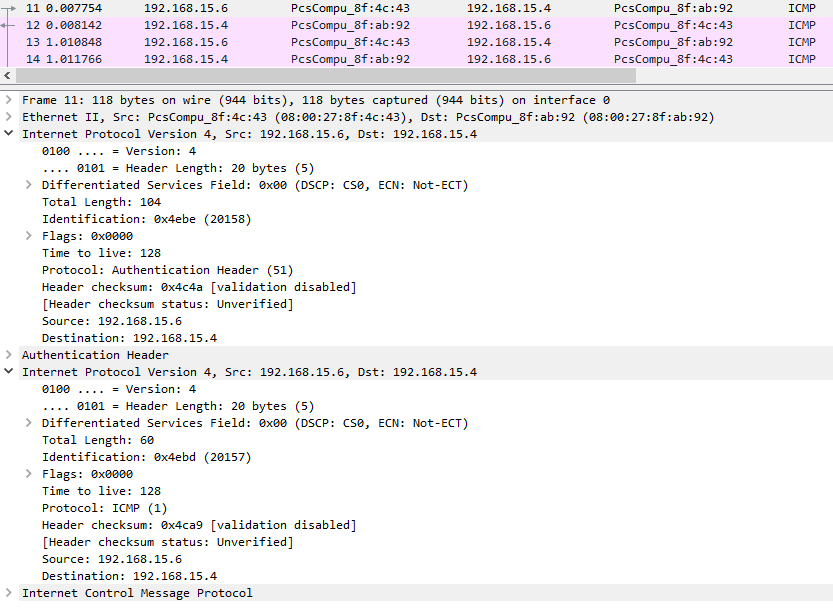 11 0.007754 192.168.15.6 PcsCompu_8f:4c:43 192.168.15.4 PcsCompu_8f:ab:92 ICMP
12 0.008142 192.168.15.4 PcsCompu_8f:ab:92 192.168.15.6 PcsCompu_8f:4c:43 ICMP
13 1.010848 192.168.15.6 PcsCompu_8f:4c:43 192.168.15.4 PcsCompu_8f:ab:92 ICMP
14 1.011766 192.168.15.4 PcsCompu_8f:ab:92 192.168.15.6 PcsCompu_8f:4c:43 ICMP
Frame 11: 118 bytes on wire (944 bits), 118 bytes captured (944 bits) on interface 0
Ethernet II, Src: PcsCompu_8f:4c:43 (08:00:27:8f:4c:43), Dst: PcsCompu_8f:ab:92 (08:00:27:8f:ab:92)
Internet Protocol Version 4, Src: 192.168.15.6, Dst: 192.168.15.4
0100 .... = Version: 4
.... 0101 = Header Length: 20 bytes (5)
Differentiated Services Field: 0x00 (DSCP: CS0, ECN: Not-ECT)
Total Length: 104
Identification: 0x4ebe (20158)
Flags: 0x0000
Time to live: 128
Protocol: Authentication Header (51)
Header checksum: 0x4c4a [validation disabled]
[Header checksum status: Unverified]
Source: 192.168.15.6
Destination: 192.168.15.4
Authentication Header
Internet Protocol Version 4, Src: 192.168.15.6, Dst: 192.168.15.4
0100 .... = Version: 4
.... 0101 = Header Length: 20 bytes (5)
Differentiated Services Field: 0x00 (DSCP: CS0, ECN: Not-ECT)
Total Length: 60
Identification: 0x4ebd (20157)
Flags: 0x0000
Time to live: 128
Protocol: ICMP (1)
Header checksum: 0x4ca9 [validation disabled]
[Header checksum status: Unverified]
Source: 192.168.15.6
Destination: 192.168.15.4
Internet Control Message Protocol